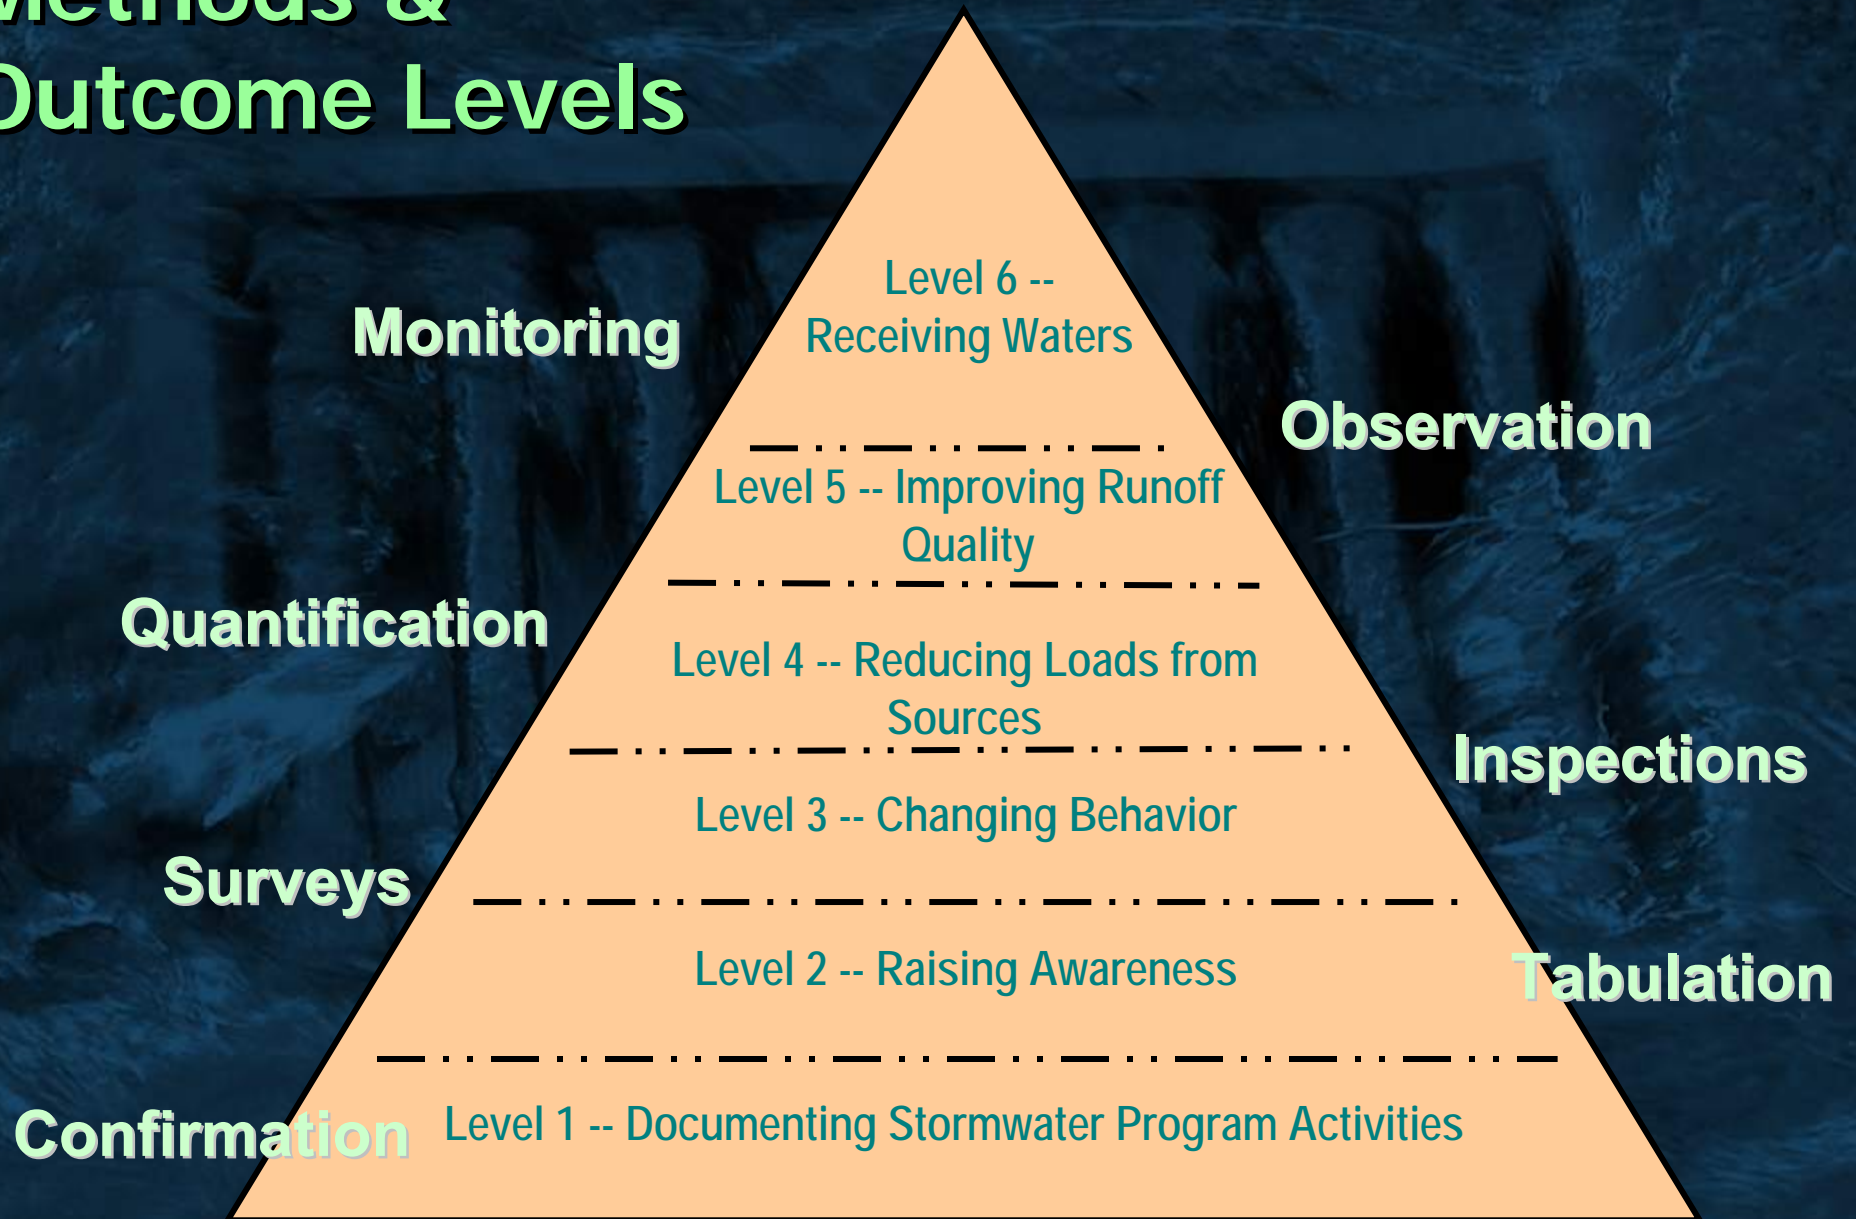 Methods &
Outcome Levels
Level 6 --
Receiving Waters
Monitoring
Observation
Level 5 -- Improving Runoff
Quality
Quantification
Level 4 -- Reducing Loads from
Sources
Inspections
Level 3 -- Changing Behavior
Surveys
Level 2 -- Raising Awareness
Tabulation
Confirmation
Level 1 -- Documenting Stormwater Program Activities